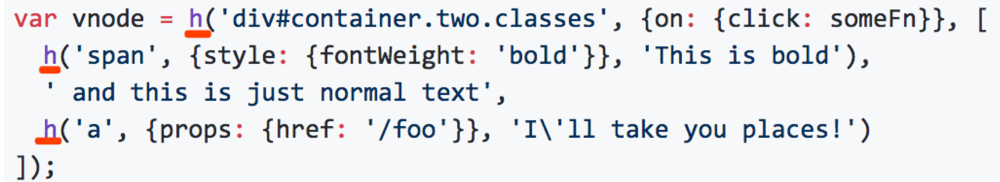 var vnode = h('div#container.two.classes', {on: {click: someFn}}, [
  h('span', {style: {fontWeight: 'bold'}}, 'This is bold'),
  ' and this is just normal text',
  h('a', {props: {href: '/foo'}}, 'I\'ll take you places!')
]);